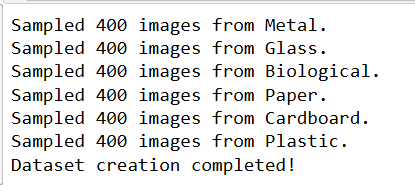 Sampled 400 images from Metal.
Sampled 400 images from Glass.
Sampled 400 images from Biological.
Sampled 400 images from Paper.
Sampled 400 images from Cardboard.
Sampled 400 images from Plastic.
Dataset creation completed!